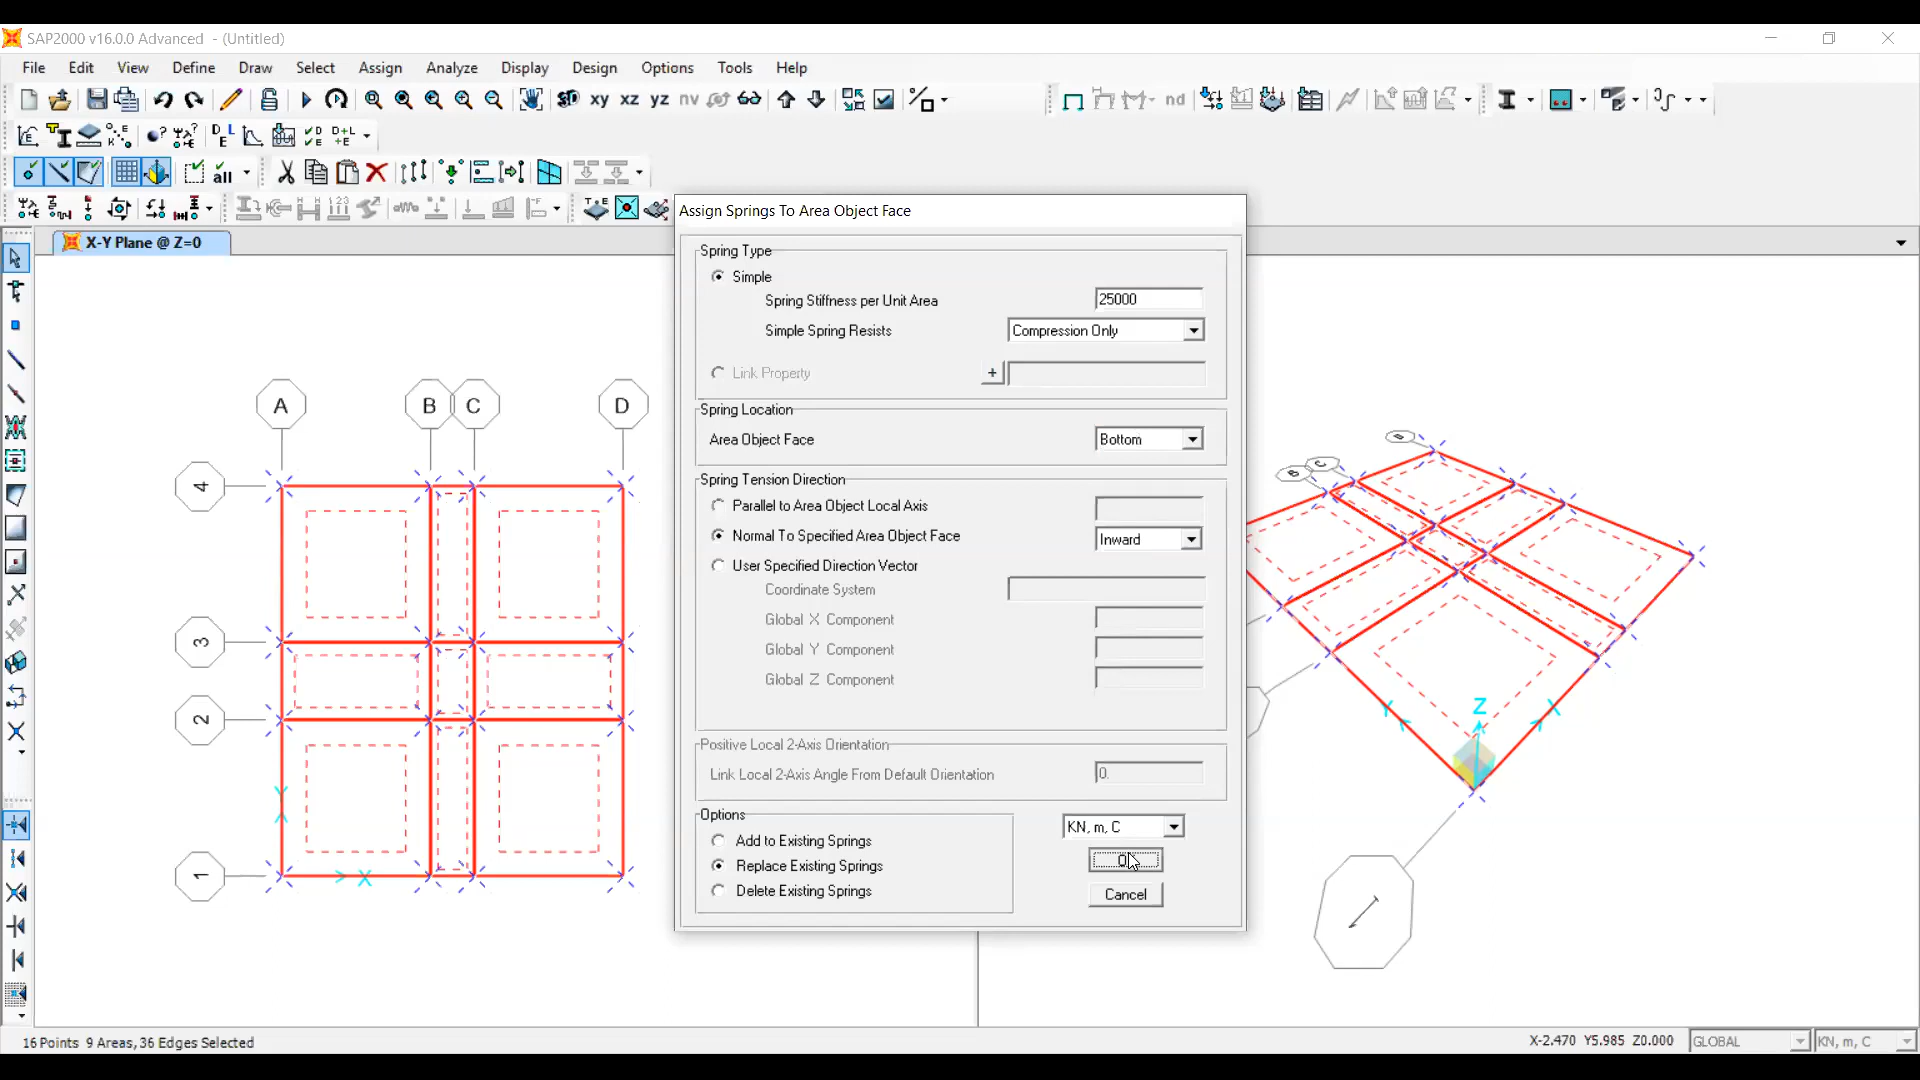 SAP2000 v16.0.0 Advanced - (Untitled)
File Edit View Define Draw Select Assign Analyze Display Design Options Tools Help
3D xy xz yz nv
nd
all
X-Y Plane @ Z=0
Assign Springs To Area Object Face
Spring Type
Simple
Spring Stiffness per Unit Area 25000
Simple Spring Resists Compression Only
Link Property +
Spring Location
Area Object Face Bottom
Spring Tension Direction
Parallel to Area Object Local Axis
Normal To Specified Area Object Face Inward
User Specified Direction Vector
Coordinate System
Global X Component
Global Y Component
Global Z Component
Positive Local 2-Axis Orientation
Link Local 2-Axis Angle From Default Orientation 0.
Options
Add to Existing Springs
Replace Existing Springs
Delete Existing Springs
KN, m, C
Cancel
A B C D
4
3
2
1
Y
X
B C
Z
Y X
1
16 Points 9 Areas, 36 Edges Selected
X-2.470 Y5.985 Z0.000 GLOBAL KN, m, C